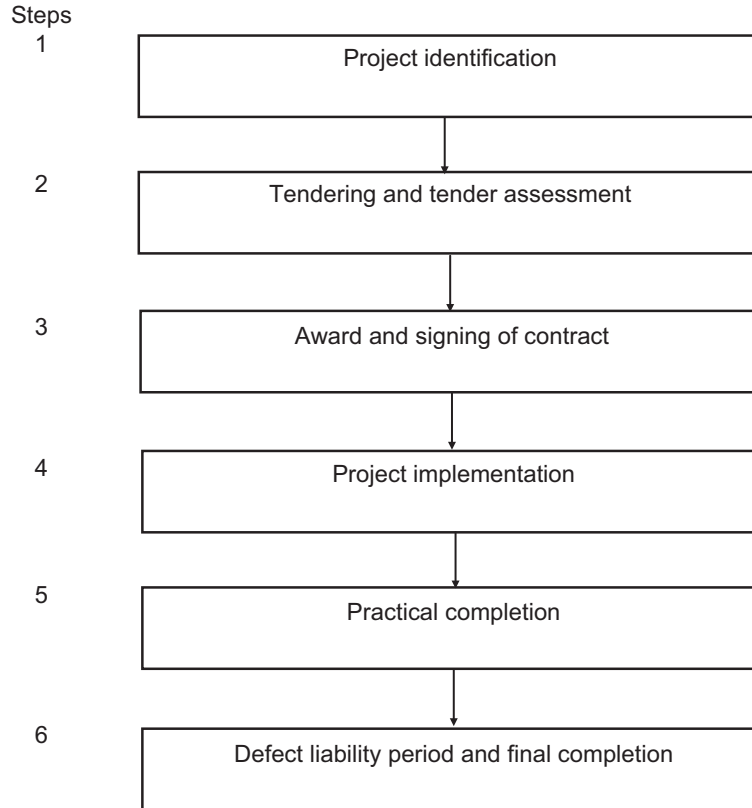 Steps
1
Project identification
2
Tendering and tender assessment
3
Award and signing of contract
4
Project implementation
5
Practical completion
6
Defect liability period and final completion